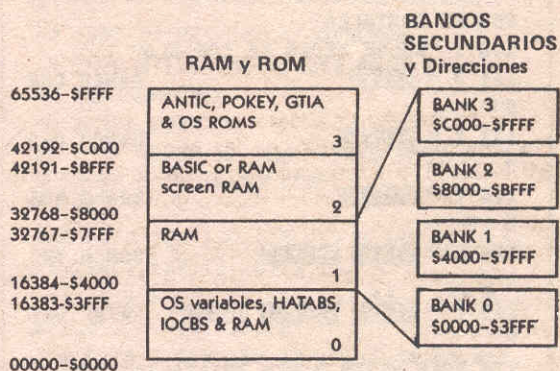 BANCOS
SECUNDARIOS
y Direcciones
RAM y ROM
65536-$FFFF
ANTIC, POKEY, GTIA
& OS ROMS
3
42192-$C000
42191-$BFFF
BASIC or RAM
screen RAM
2
32768-$8000
32767-$7FFF
RAM
1
16384-$4000
16383-$3FFF
OS variables, HATABS,
IOCBS & RAM
0
00000-$0000
BANK 3
$C000-$FFFF
BANK 2
$8000-$BFFF
BANK 1
$4000-$7FFF
BANK 0
$0000-$3FFF